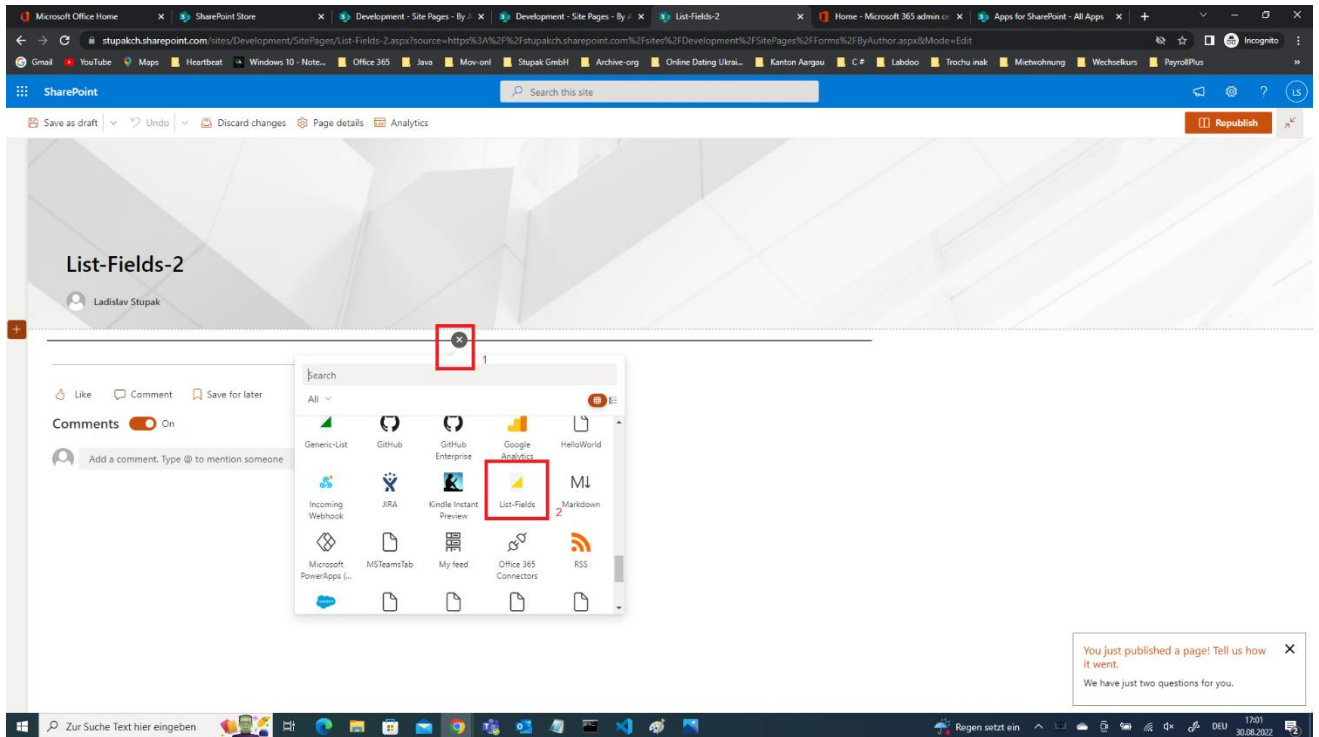 Microsoft Office Home SharePoint Store Development - Site Pages - By A Development - Site Pages - By A List-Fields-2 Home - Microsoft 365 admin ce Apps for SharePoint - All Apps
stupakch.sharepoint.com/sites/Development/SitePages/List-Fields-2.aspx?source=https%3A%2F%2Fstupakch.sharepoint.com%2Fsites%2FDevelopment%2FSitePages%2FForms%2FByAuthor.aspx&Mode=Edit Incognito
Gmail YouTube Maps Heartbeat Windows 10 - Note... Office 365 Java Mov-onl Stupak GmbH Archive-org Online Dating Ukrai... Kanton Aargau C # Labdoo Trochu inak Mietwohnung Wechselkurs PayrollPlus »
SharePoint Search this site ? LS
Save as draft Undo Discard changes Page details Analytics Republish
List-Fields-2
Ladislav Stupak
1
Search
All
Like Comment Save for later
Comments On
Add a comment. Type @ to mention someone
Generic-List GitHub GitHub Enterprise Google Analytics HelloWorld
Incoming Webhook JIRA Kindle Instant Preview List-Fields M↓ Markdown
2
Microsoft PowerApps (... MSTeamsTab My feed Office 365 Connectors RSS
You just published a page! Tell us how
it went.
We have just two questions for you.
Zur Suche Text hier eingeben Regen setzt ein DEU 17:01
30.08.2022 2